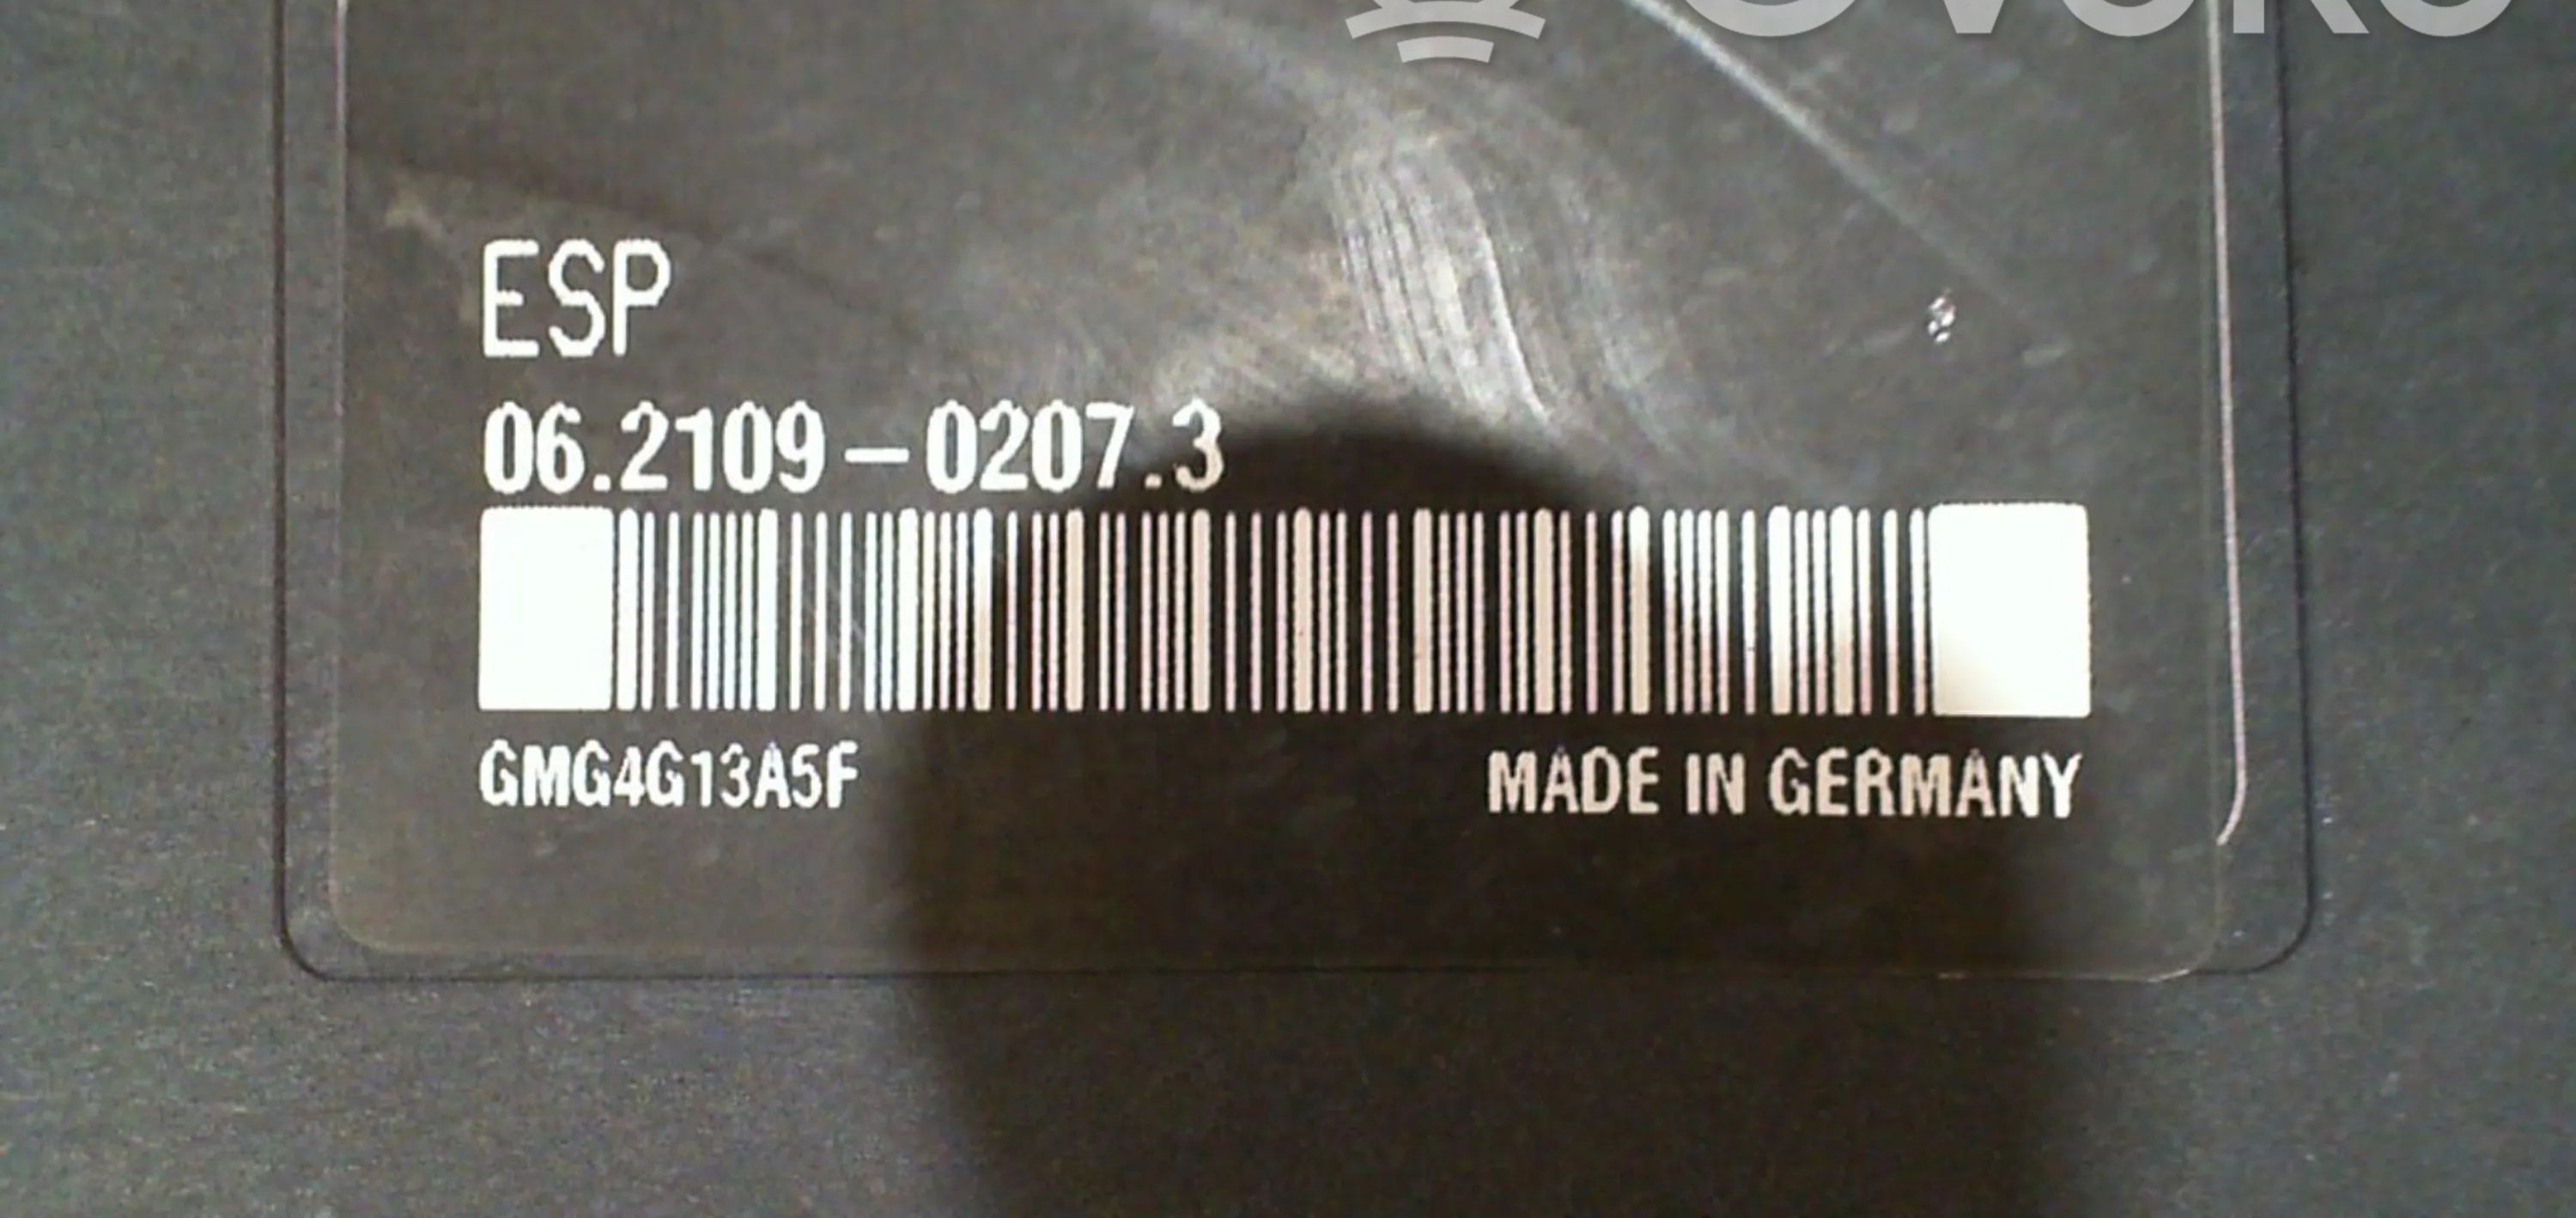 ESP
06.2109-0207.3
GMG4G13A5F
MADE IN GERMANY